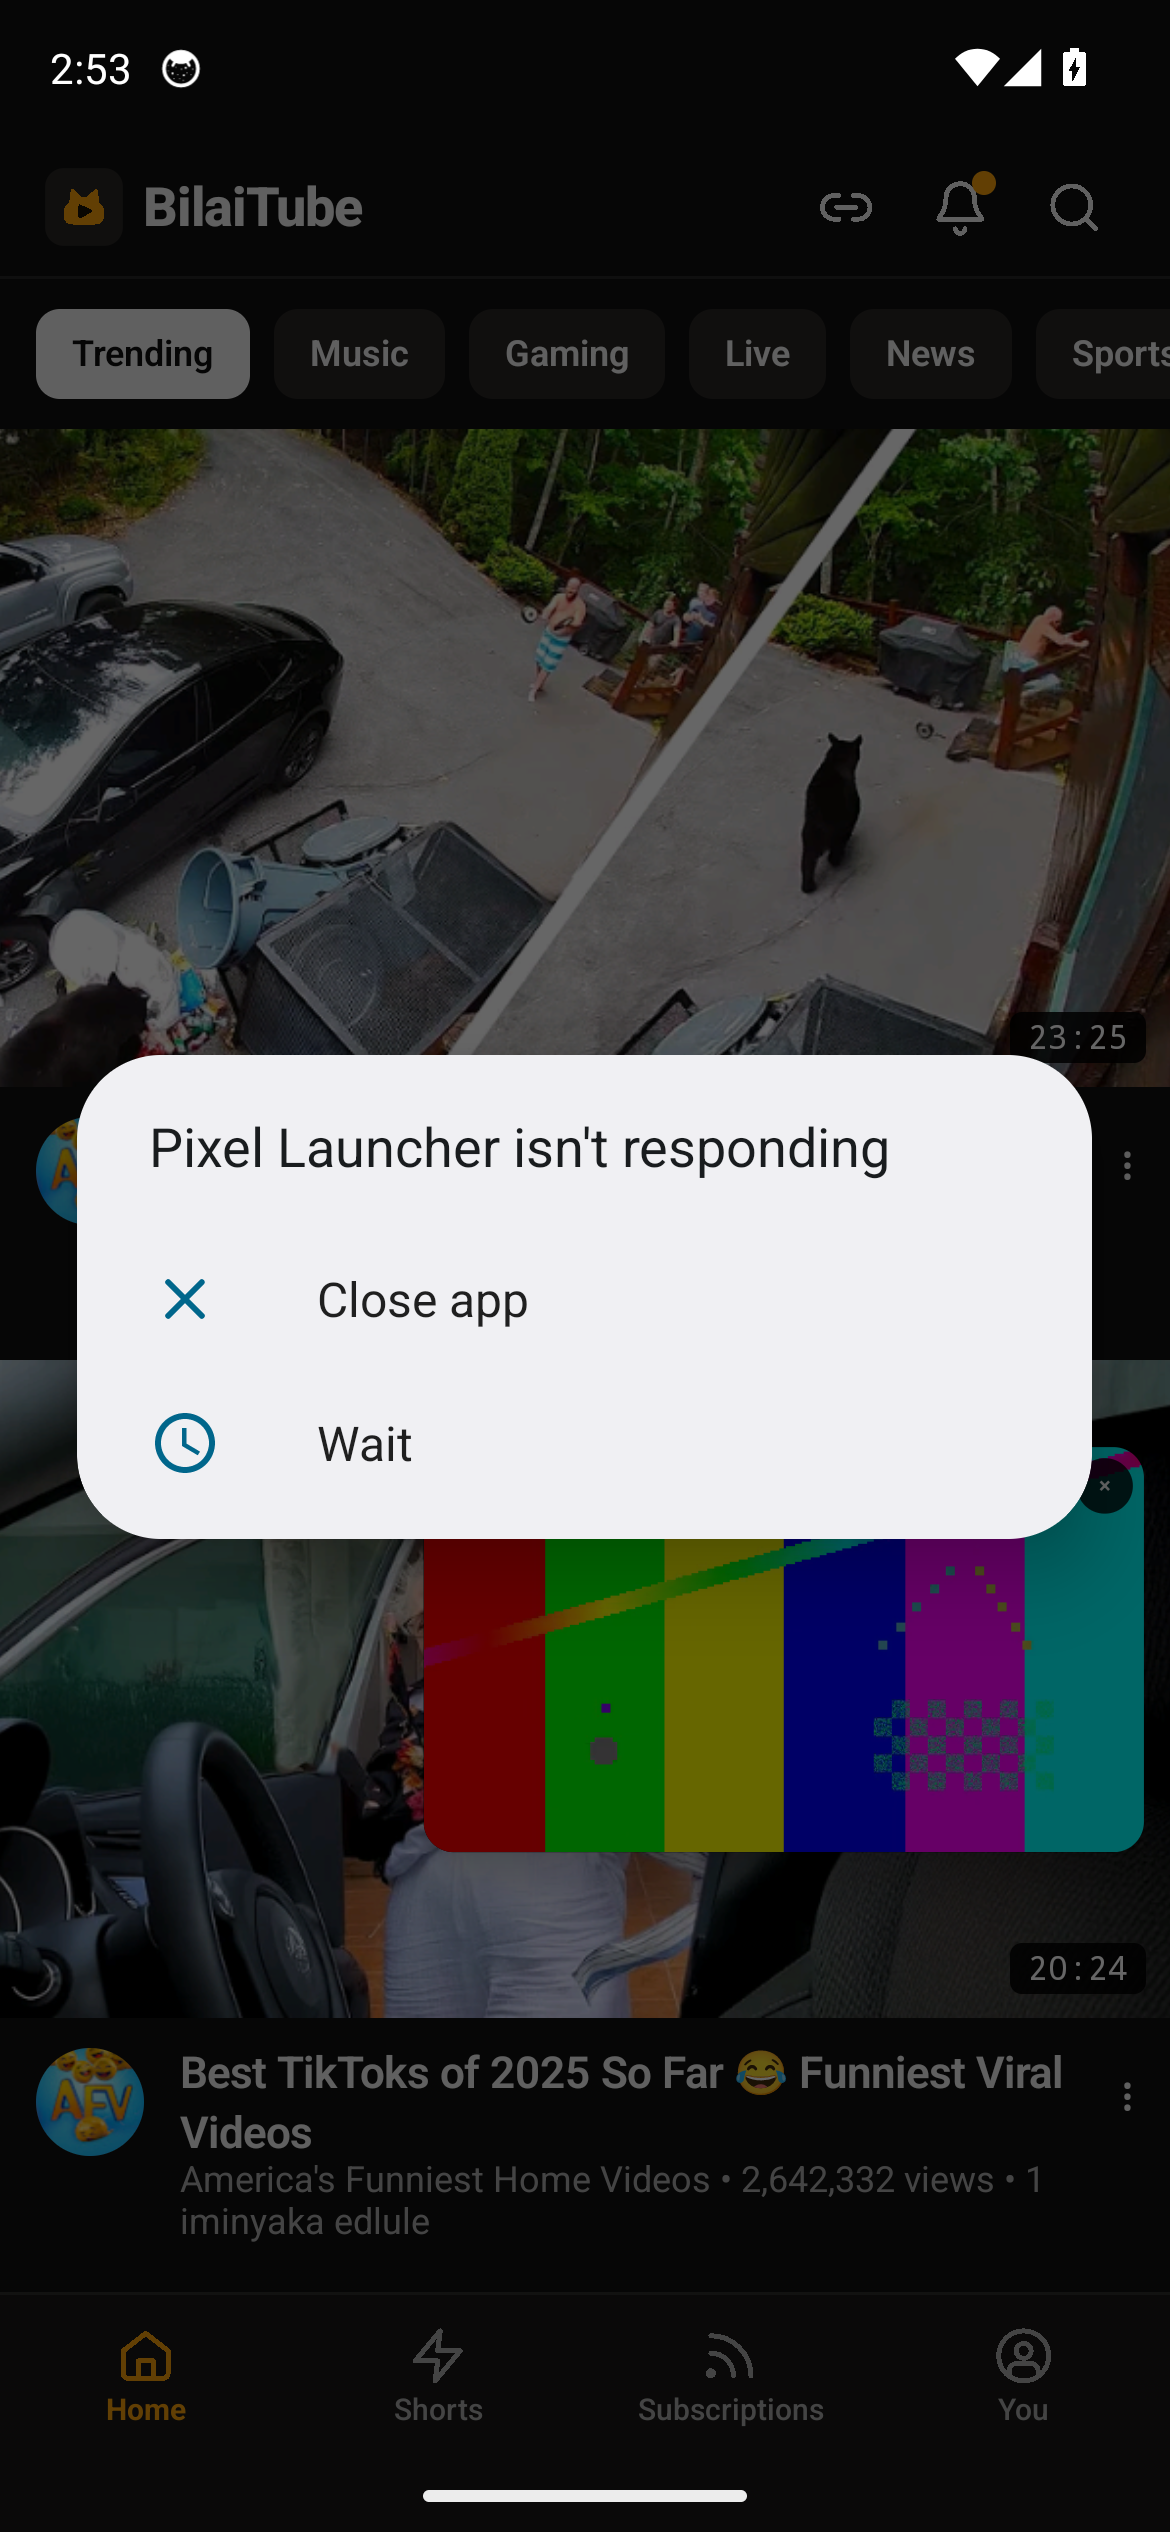 2:53
BilaiTube
Trending
Music
Gaming
Live
News
Sports
23:25
Pixel Launcher isn't responding
Close app
Wait
20:24
AFV
Best TikToks of 2025 So Far 😂 Funniest Viral
Videos
America's Funniest Home Videos • 2,642,332 views • 1
iminyaka edlule
Home
Shorts
Subscriptions
You